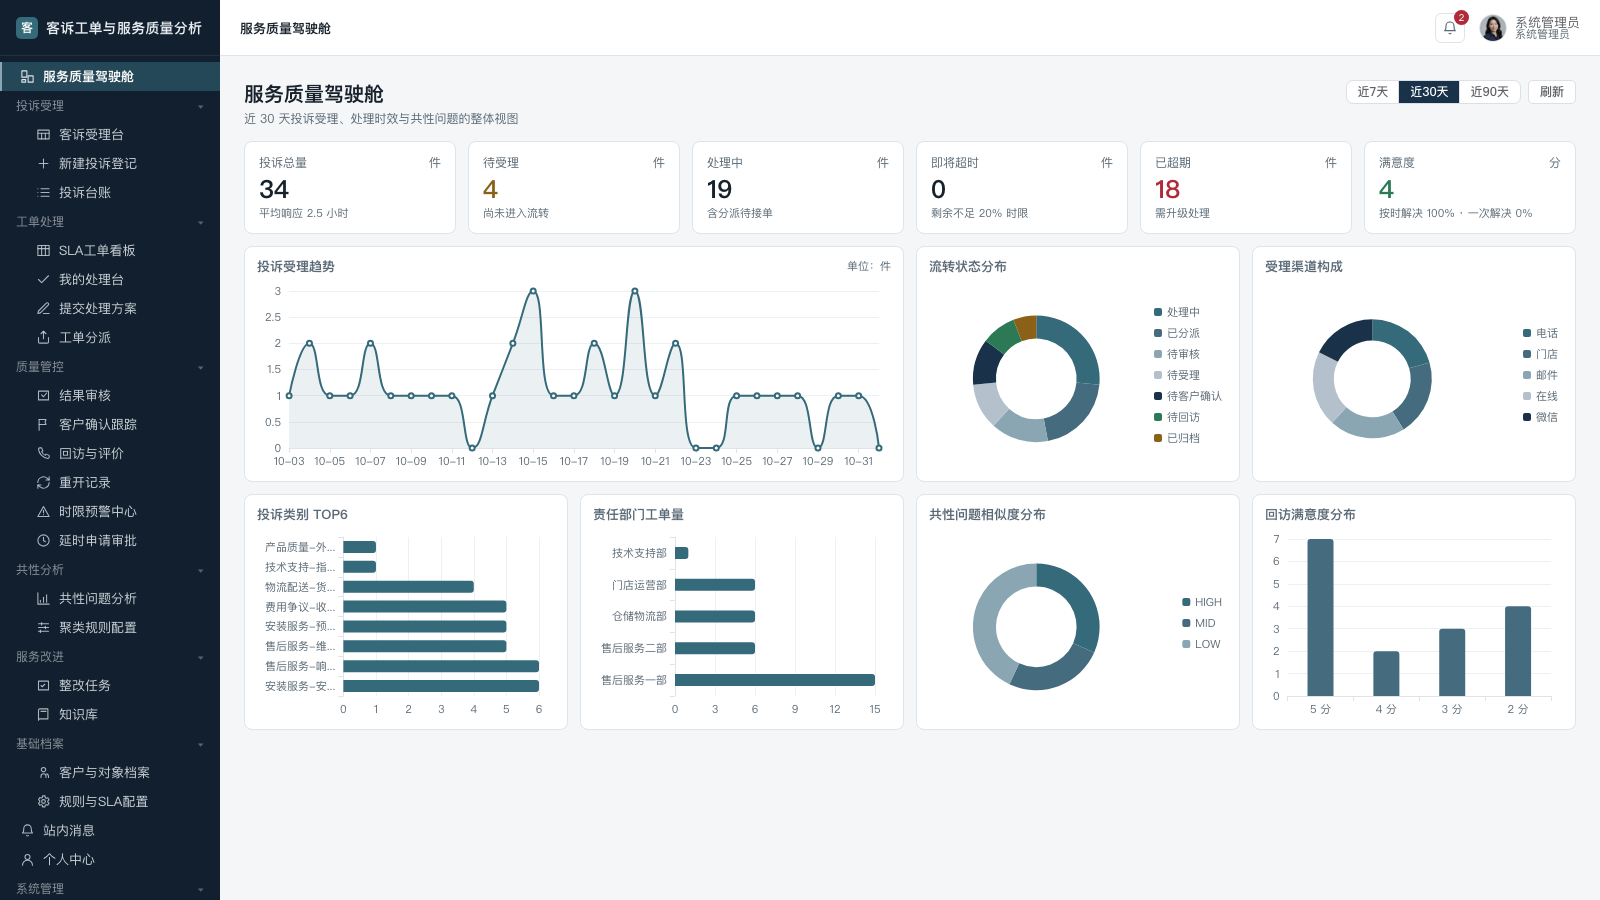 客 客诉工单与服务质量分析
服务质量驾驶舱
投诉受理
客诉受理台
新建投诉登记
投诉台账
工单处理
SLA工单看板
我的处理台
提交处理方案
工单分派
质量管控
结果审核
客户确认跟踪
回访与评价
重开记录
时限预警中心
延时申请审批
共性分析
共性问题分析
聚类规则配置
服务改进
整改任务
知识库
基础档案
客户与对象档案
规则与SLA配置
站内消息
个人中心
系统管理
服务质量驾驶舱
2
系统管理员
系统管理员
服务质量驾驶舱
近 30 天投诉受理、处理时效与共性问题的整体视图
近7天 近30天 近90天 刷新
投诉总量 件
34
平均响应 2.5 小时
待受理 件
4
尚未进入流转
处理中 件
19
含分派待接单
即将超时 件
0
剩余不足 20% 时限
已超期 件
18
需升级处理
满意度 分
4
按时解决 100% · 一次解决 0%
投诉受理趋势 单位: 件
3
2.5
2
1.5
1
0.5
0
10-03 10-05 10-07 10-09 10-11 10-13 10-15 10-17 10-19 10-21 10-23 10-25 10-27 10-29 10-31
流转状态分布
处理中
已分派
待审核
待受理
待客户确认
待回访
已归档
受理渠道构成
电话
门店
邮件
在线
微信
投诉类别 TOP6
产品质量-外...
技术支持-指...
物流配送-货...
费用争议-收...
安装服务-预...
售后服务-维...
售后服务-响...
安装服务-安...
0 1 2 3 4 5 6
责任部门工单量
技术支持部
门店运营部
仓储物流部
售后服务二部
售后服务一部
0 3 6 9 12 15
共性问题相似度分布
HIGH
MID
LOW
回访满意度分布
7
6
5
4
3
2
1
0
5 分 4 分 3 分 2 分